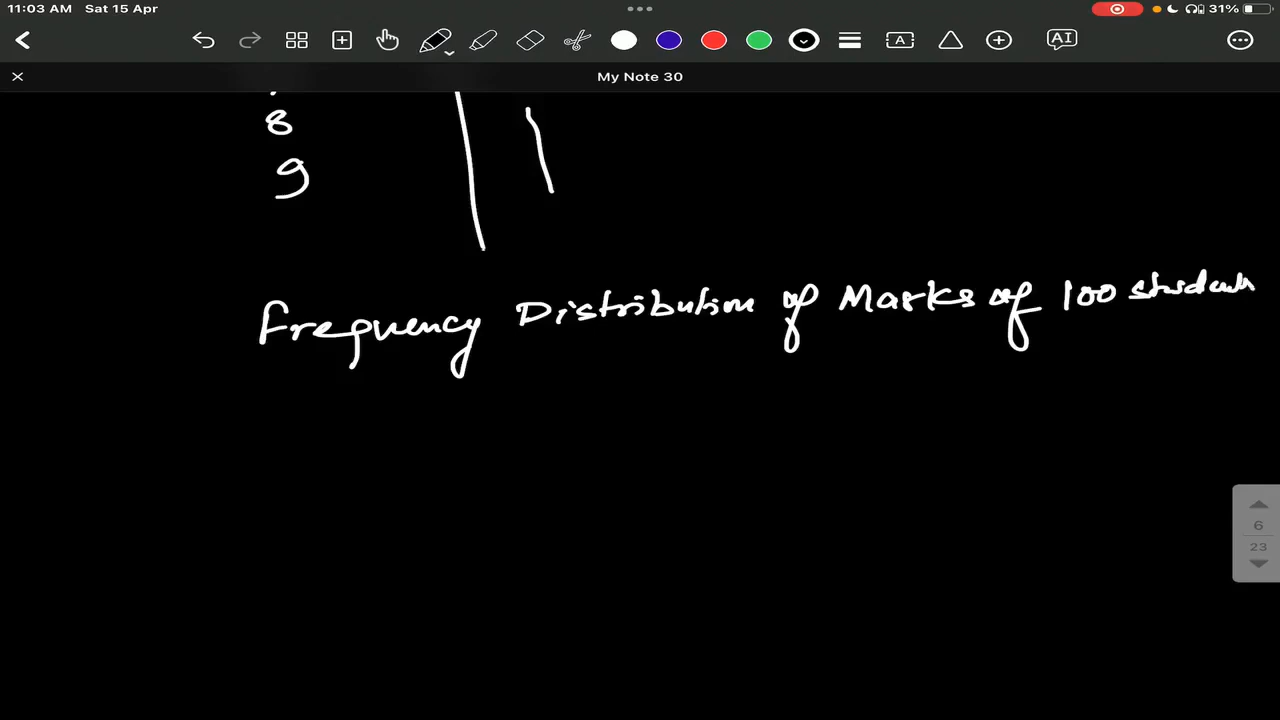 11:03 AM Sat 15 Apr
31%
A
AI
My Note 30
8
9
Frequency Distribution of Marks of 100 students
6
23